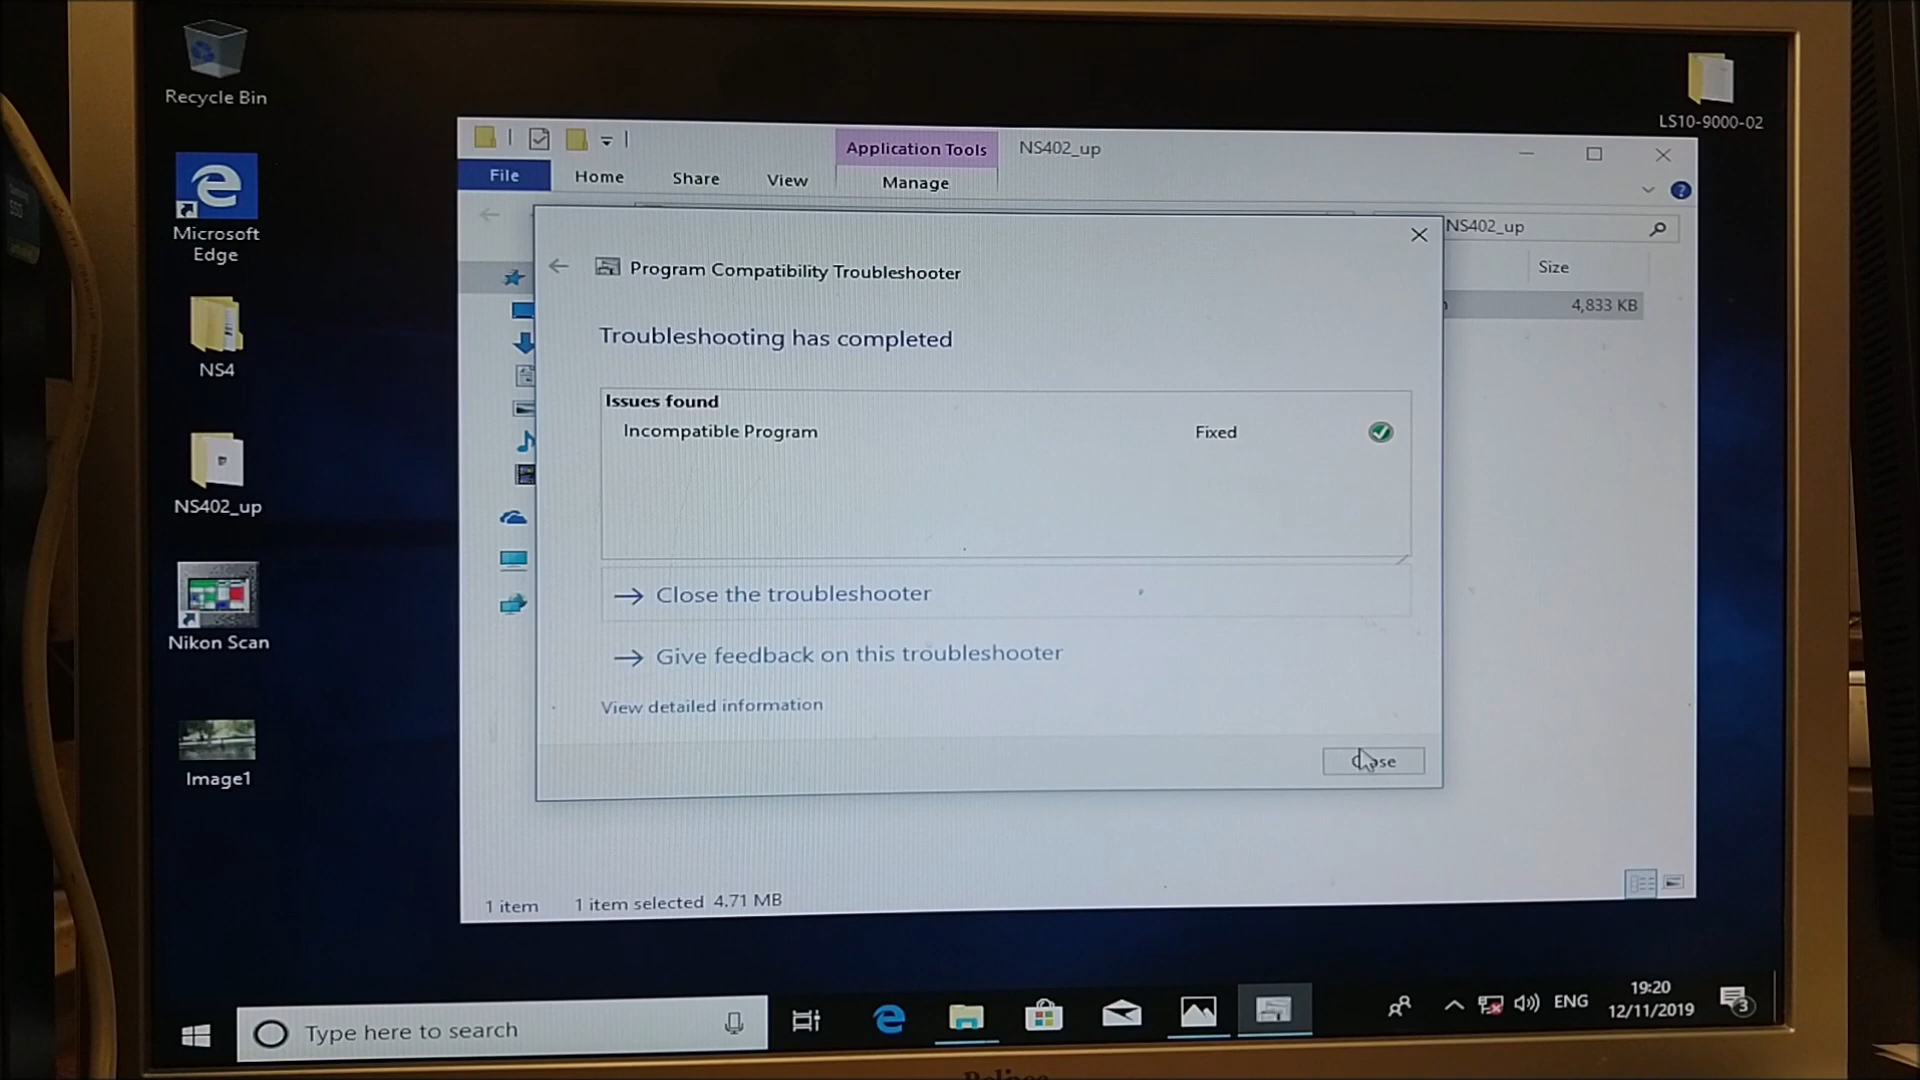 Recycle Bin
LS10-9000-02
Application Tools
NS402_up
File
Home
Share
View
Manage
Microsoft
Edge
NS402_up
Size
4,833 KB
Program Compatibility Troubleshooter
Troubleshooting has completed
Issues found
Incompatible Program
Fixed
NS4
NS402_up
Close the troubleshooter
Nikon Scan
Give feedback on this troubleshooter
View detailed information
Image1
Close
1 item
1 item selected 4.71 MB
Type here to search
ENG
19:20
12/11/2019
3